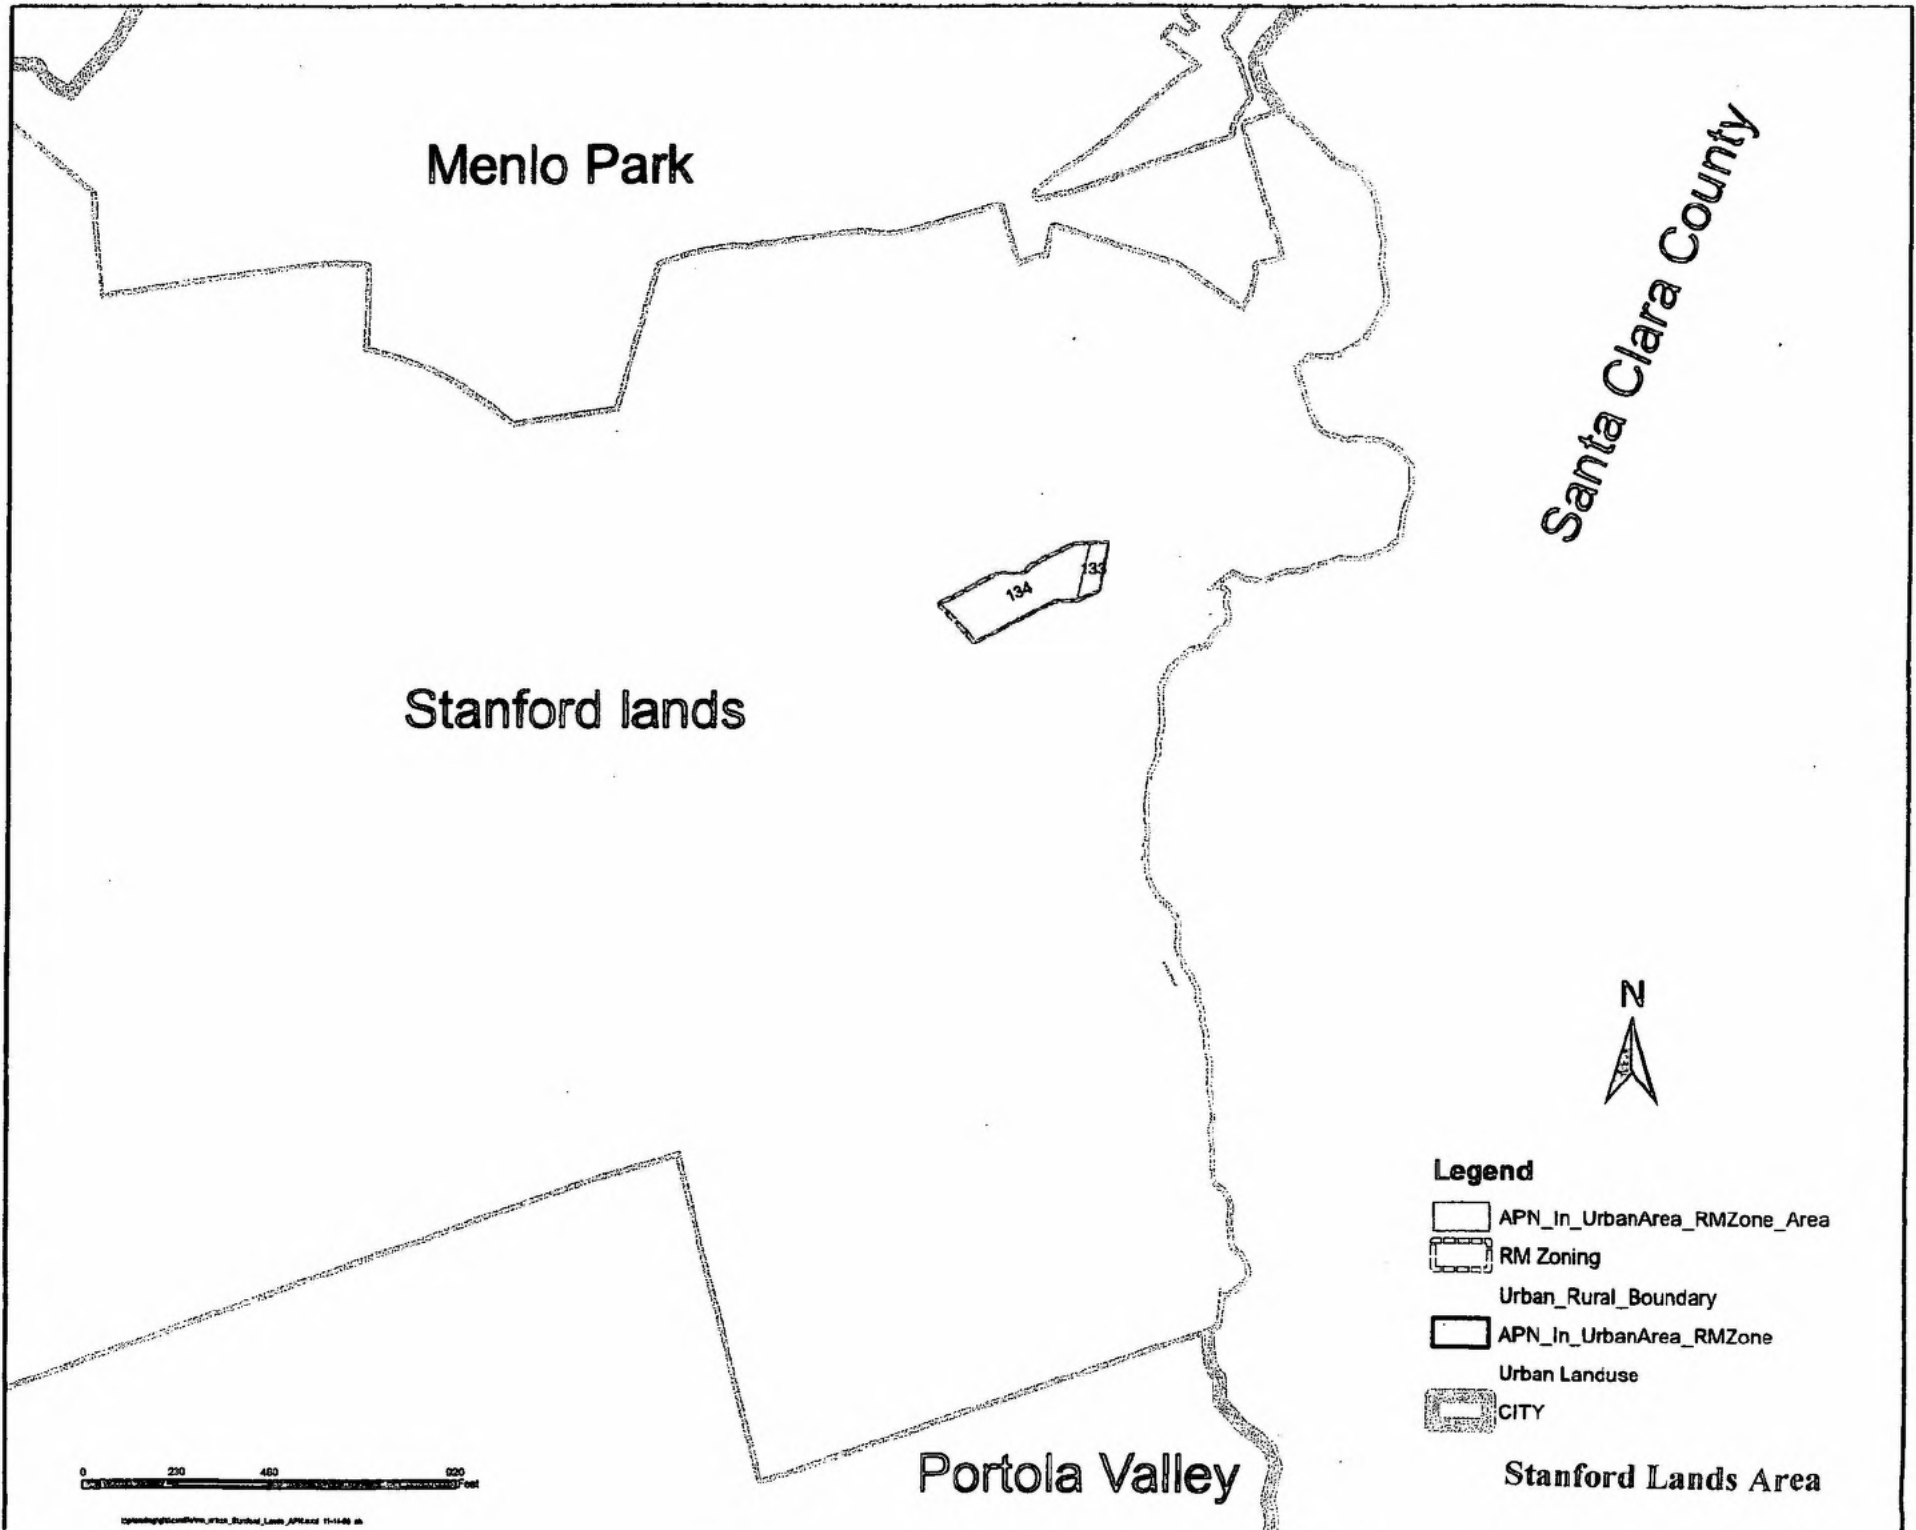 Menlo Park
Santa Clara County
134
133
Stanford lands
N
Legend
APN_In_UrbanArea_RMZone_Area
RM Zoning
Urban_Rural_Boundary
APN_In_UrbanArea_RMZone
Urban Landuse
CITY
0 230 460 920
Feet
Portola Valley
Stanford Lands Area